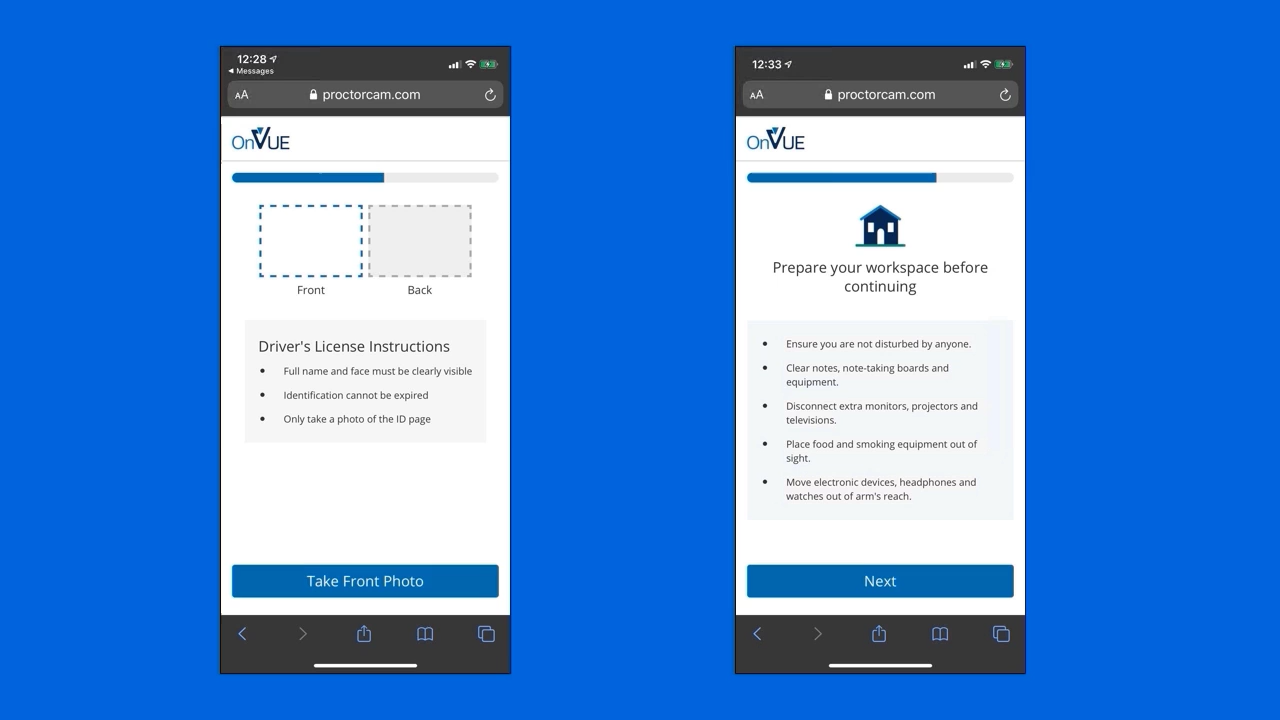 12:28
Messages
AA proctorcam.com
OnVUE
Front Back
Driver's License Instructions
• Full name and face must be clearly visible
• Identification cannot be expired
• Only take a photo of the ID page
Take Front Photo
12:33
AA proctorcam.com
OnVUE
Prepare your workspace before
continuing
• Ensure you are not disturbed by anyone.
• Clear notes, note-taking boards and
equipment.
• Disconnect extra monitors, projectors and
televisions.
• Place food and smoking equipment out of
sight.
• Move electronic devices, headphones and
watches out of arm's reach.
Next